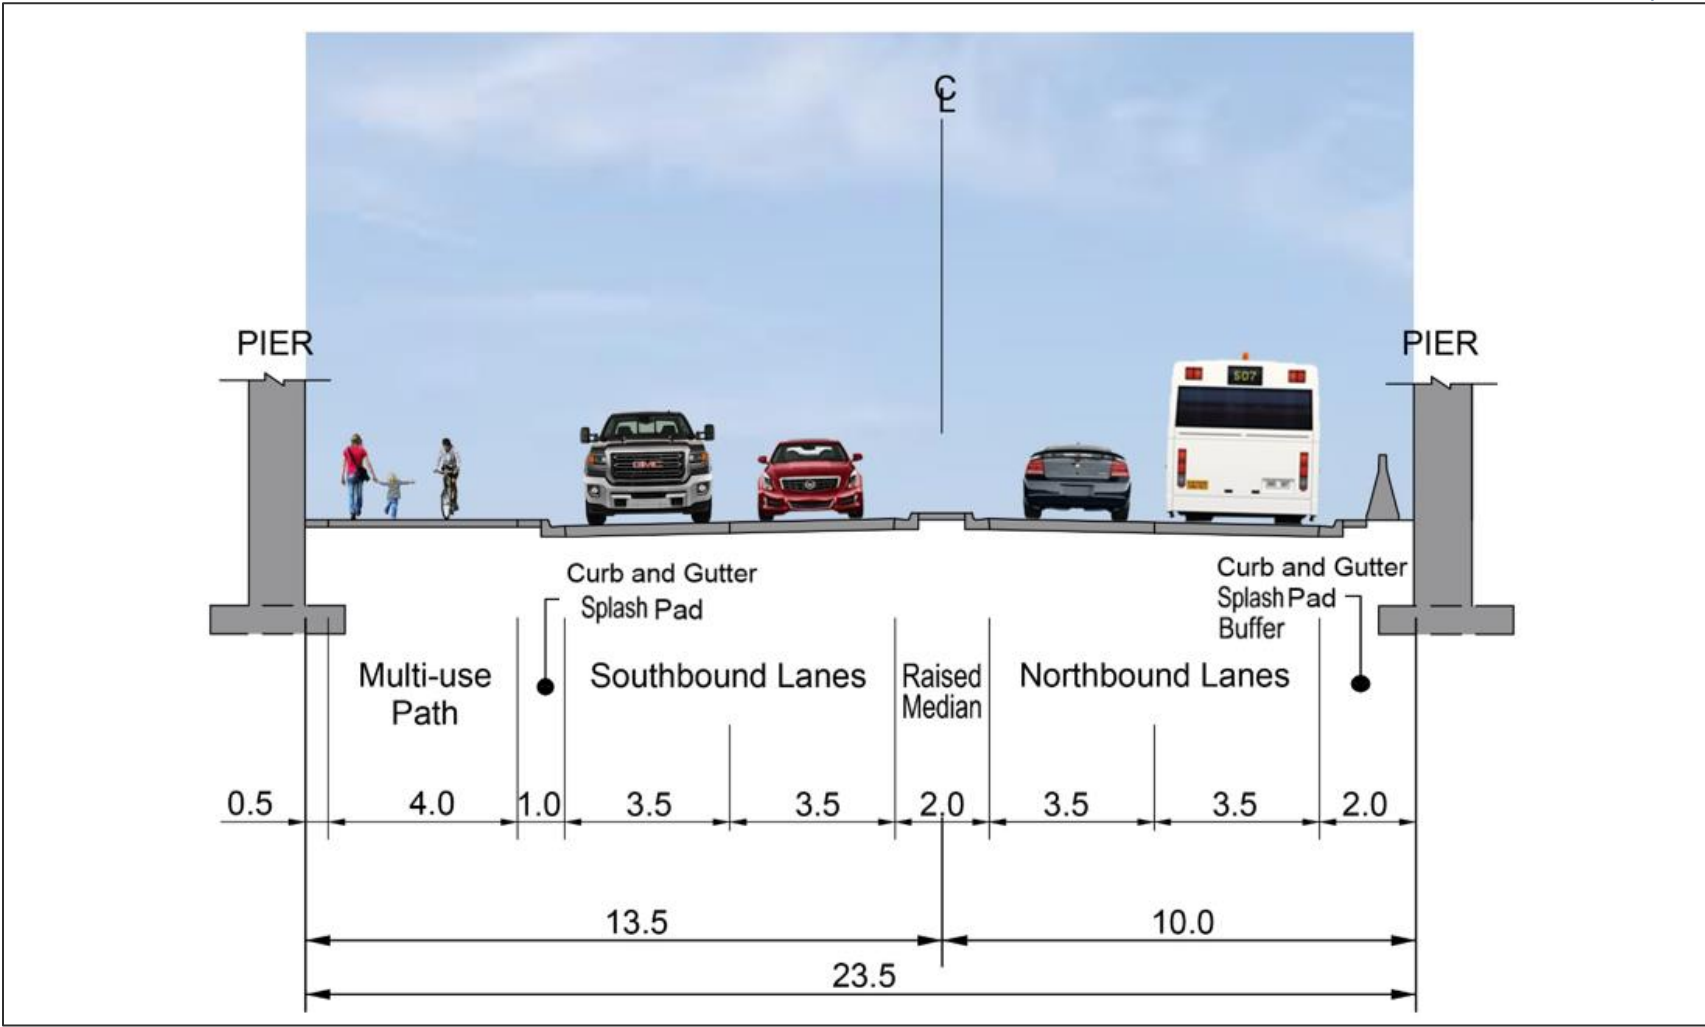 ℄
PIER
PIER
507
GMC
Curb and Gutter
Splash Pad
Curb and Gutter
Splash Pad
Buffer
Multi-use
Path
Southbound Lanes
Raised
Median
Northbound Lanes
0.5
4.0
1.0
3.5
3.5
2.0
3.5
3.5
2.0
13.5
10.0
23.5